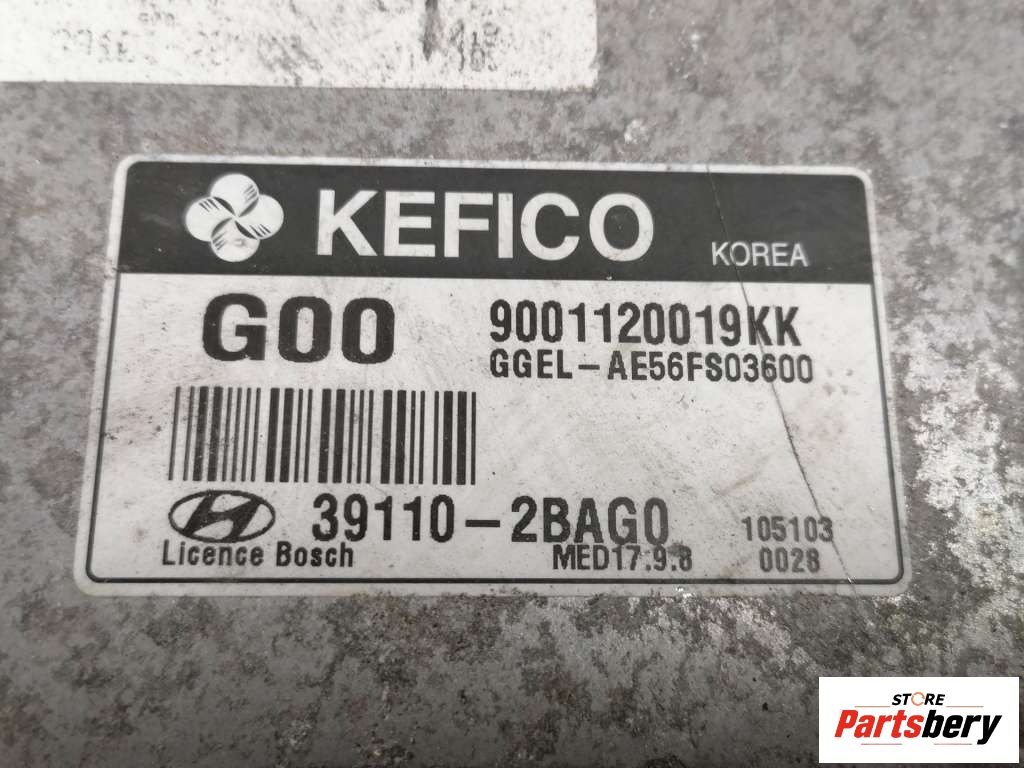 KEFICO KOREA
G00 9001120019KK
GGEL-AE56FS03600
39110-2BAG0 105103
Licence Bosch MED17.9.8 0028
STORE
Partsbery